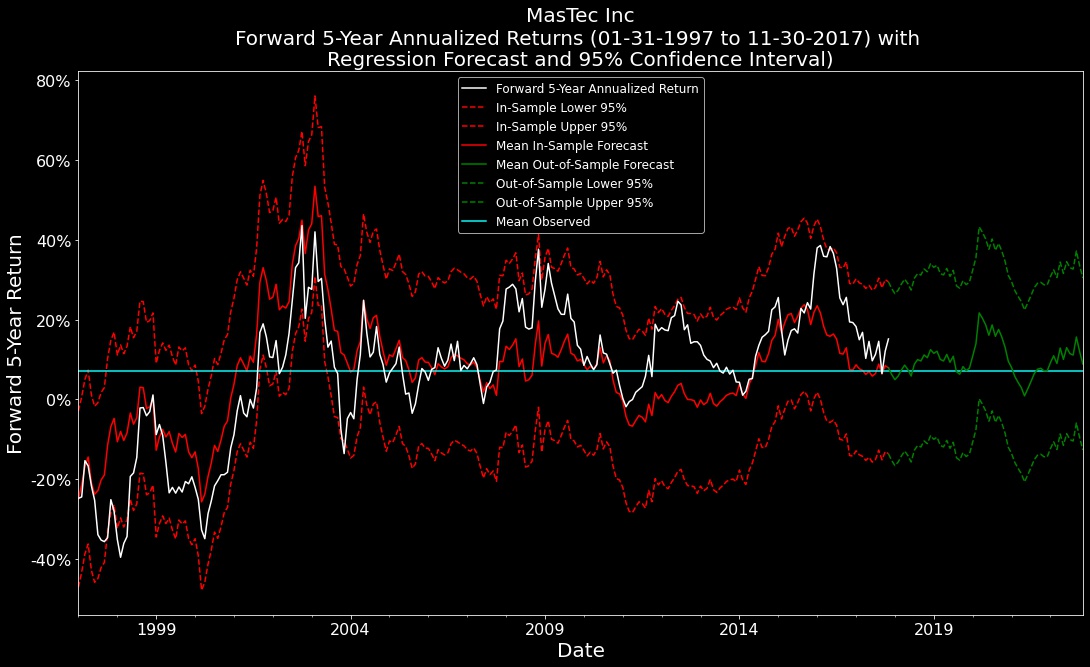 MasTec Inc
Forward 5-Year Annualized Returns (01-31-1997 to 11-30-2017) with
Regression Forecast and 95% Confidence Interval)
Forward 5-Year Annualized Return
In-Sample Lower 95%
In-Sample Upper 95%
Mean In-Sample Forecast
Mean Out-of-Sample Forecast
Out-of-Sample Lower 95%
Out-of-Sample Upper 95%
Mean Observed
Forward 5-Year Return
80%
60%
40%
20%
0%
-20%
-40%
1999
2004
2009
2014
2019
Date